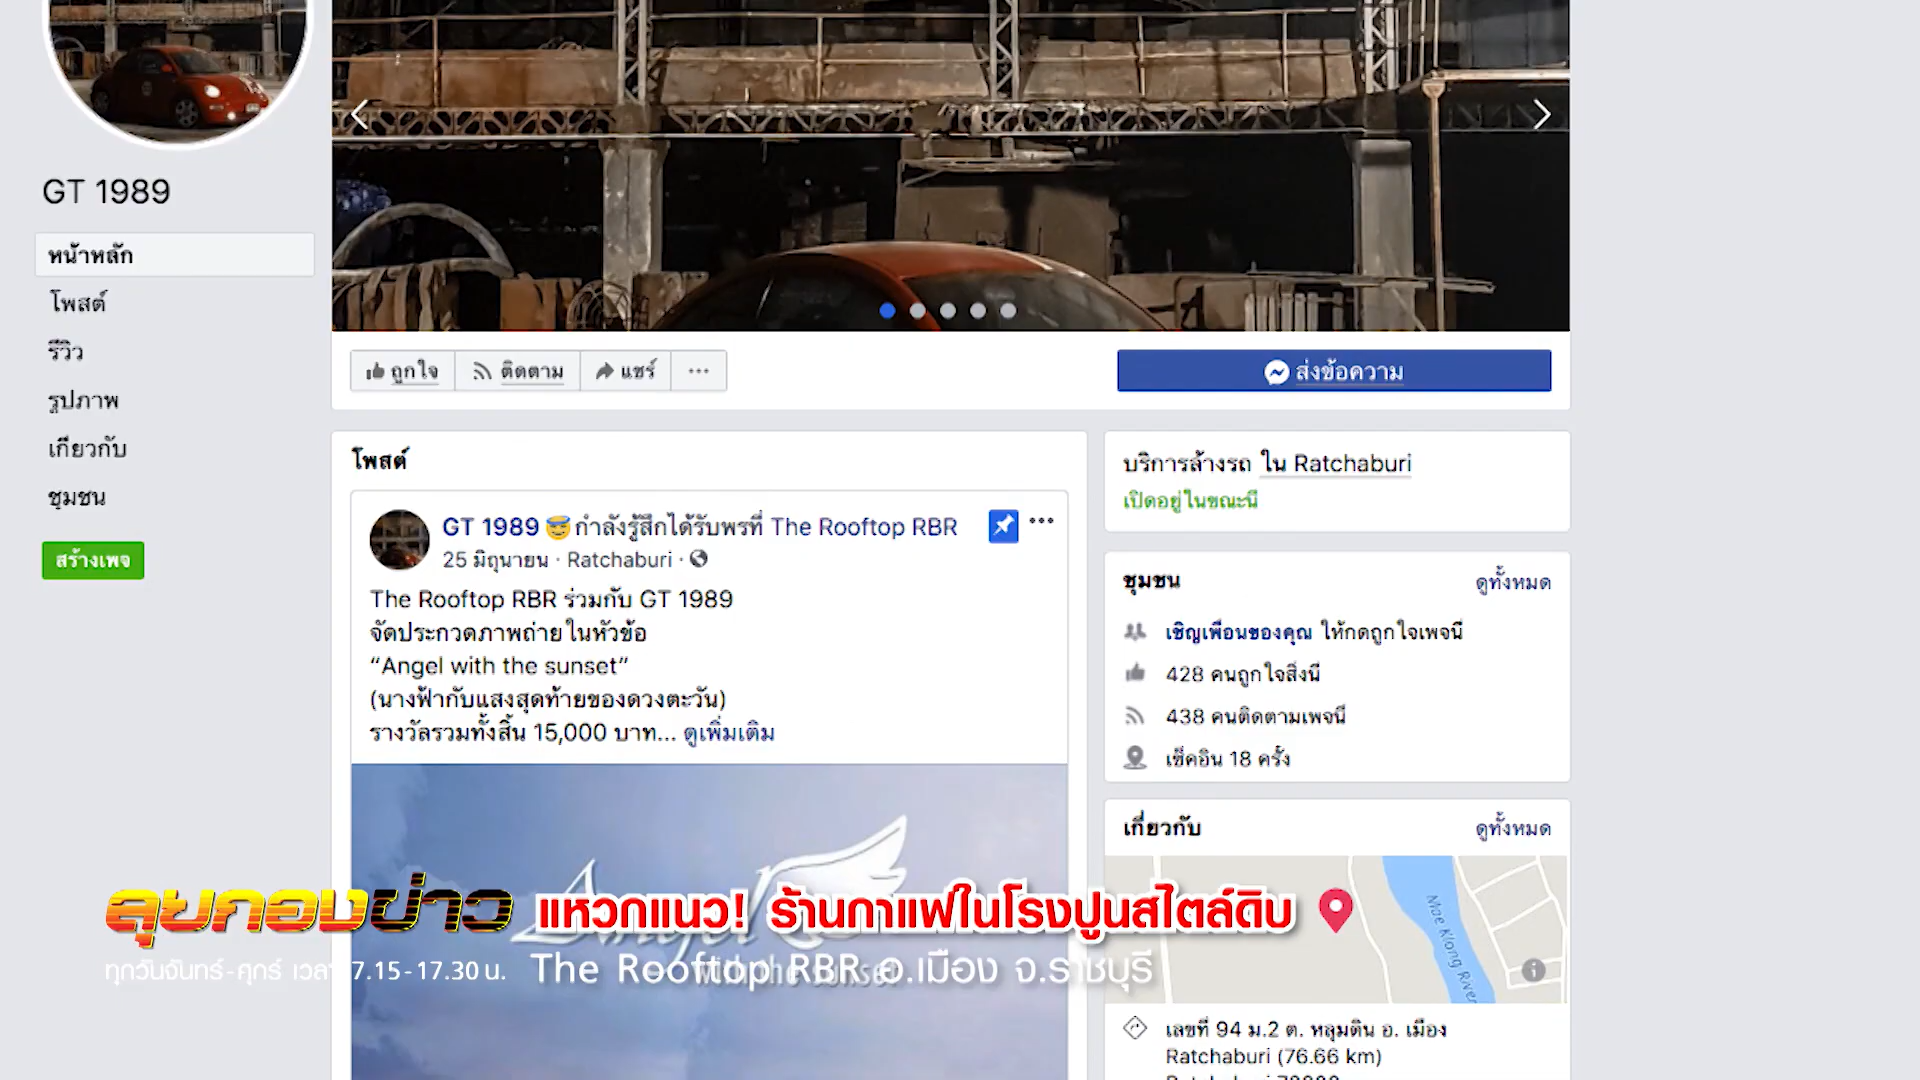 GT 1989
หน้าหลัก
โพสต์
รีวิว
รูปภาพ
เกี่ยวกับ
ชุมชน
สร้างเพจ
ถูกใจ
ติดตาม
แชร์
ส่งข้อความ
โพสต์
GT 1989 😇 กำลังรู้สึกได้รับพรที่ The Rooftop RBR
25 มิถุนายน · Ratchaburi ·
The Rooftop RBR ร่วมกับ GT 1989
จัดประกวดภาพถ่ายในหัวข้อ
“Angel with the sunset”
(นางฟ้ากับแสงสุดท้ายของดวงตะวัน)
รางวัลรวมทั้งสิ้น 15,000 บาท... ดูเพิ่มเติม
Angel
with the sunset
บริการล้างรถ ใน Ratchaburi
เปิดอยู่ในขณะนี้
ชุมชน
ดูทั้งหมด
เชิญเพื่อนของคุณ ให้กดถูกใจเพจนี้
428 คนถูกใจสิ่งนี้
438 คนติดตามเพจนี้
เช็คอิน 18 ครั้ง
เกี่ยวกับ
ดูทั้งหมด
Mae Klong River
เลขที่ 94 ม.2 ต. หลุมดิน อ. เมือง
Ratchaburi (76.66 km)
ลุยกองข่าว
แหวกแนว! ร้านกาแฟในโรงปูนสไตล์ดิบ
ทุกวันจันทร์-ศุกร์ เวลา 7.15-17.30 น.
The Rooftop RBR อ.เมือง จ.ราชบุรี